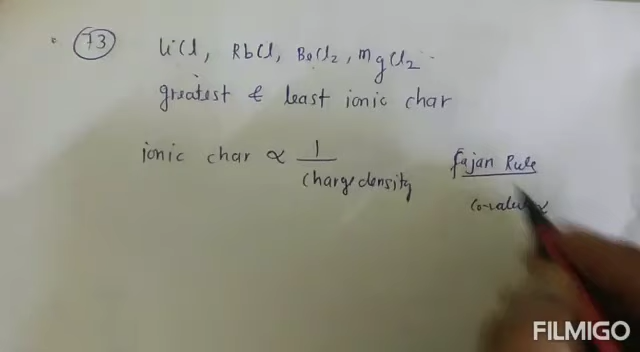 73
LiCl, RbCl, BeCl2, MgCl2
greatest & least ionic char
ionic char ∝ 1
charge density
fajan Rule
∝
FILMIGO